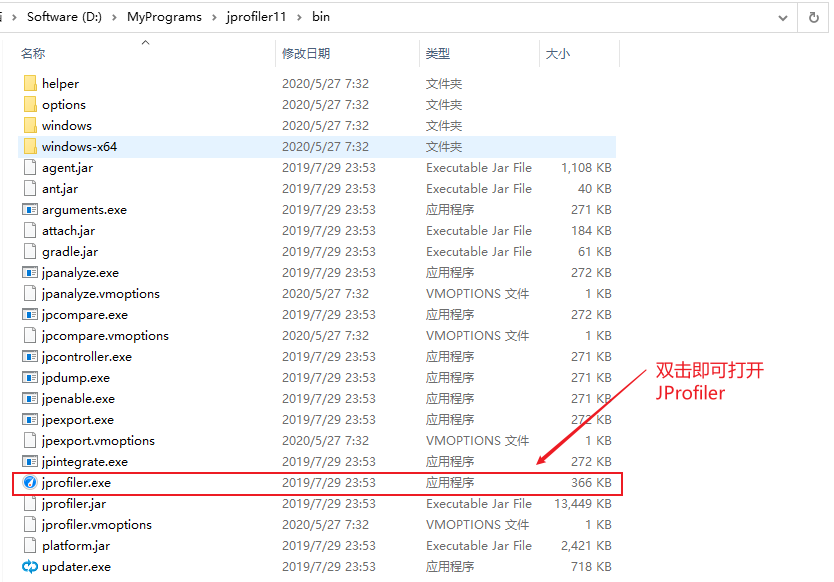 Software (D:) › MyPrograms › jprofiler11 › bin
名称 修改日期 类型 大小
helper 2020/5/27 7:32 文件夹
options 2020/5/27 7:32 文件夹
windows 2020/5/27 7:32 文件夹
windows-x64 2020/5/27 7:32 文件夹
agent.jar 2019/7/29 23:53 Executable Jar File 1,108 KB
ant.jar 2019/7/29 23:53 Executable Jar File 40 KB
arguments.exe 2019/7/29 23:53 应用程序 271 KB
attach.jar 2019/7/29 23:53 Executable Jar File 184 KB
gradle.jar 2019/7/29 23:53 Executable Jar File 61 KB
jpanalyze.exe 2019/7/29 23:53 应用程序 272 KB
jpanalyze.vmoptions 2020/5/27 7:32 VMOPTIONS 文件 1 KB
jpcompare.exe 2019/7/29 23:53 应用程序 272 KB
jpcompare.vmoptions 2020/5/27 7:32 VMOPTIONS 文件 1 KB
jpcontroller.exe 2019/7/29 23:53 应用程序 271 KB
jpdump.exe 2019/7/29 23:53 应用程序 271 KB
jpenable.exe 2019/7/29 23:53 应用程序 271 KB
jpexport.exe 2019/7/29 23:53 应用程序 272 KB
jpexport.vmoptions 2020/5/27 7:32 VMOPTIONS 文件 1 KB
jpintegrate.exe 2019/7/29 23:53 应用程序 272 KB
jprofiler.exe 2019/7/29 23:53 应用程序 366 KB
jprofiler.jar 2019/7/29 23:53 Executable Jar File 13,449 KB
jprofiler.vmoptions 2020/5/27 7:32 VMOPTIONS 文件 1 KB
platform.jar 2019/7/29 23:53 Executable Jar File 2,421 KB
updater.exe 2019/7/29 23:53 应用程序 718 KB
双击即可打开
JProfiler